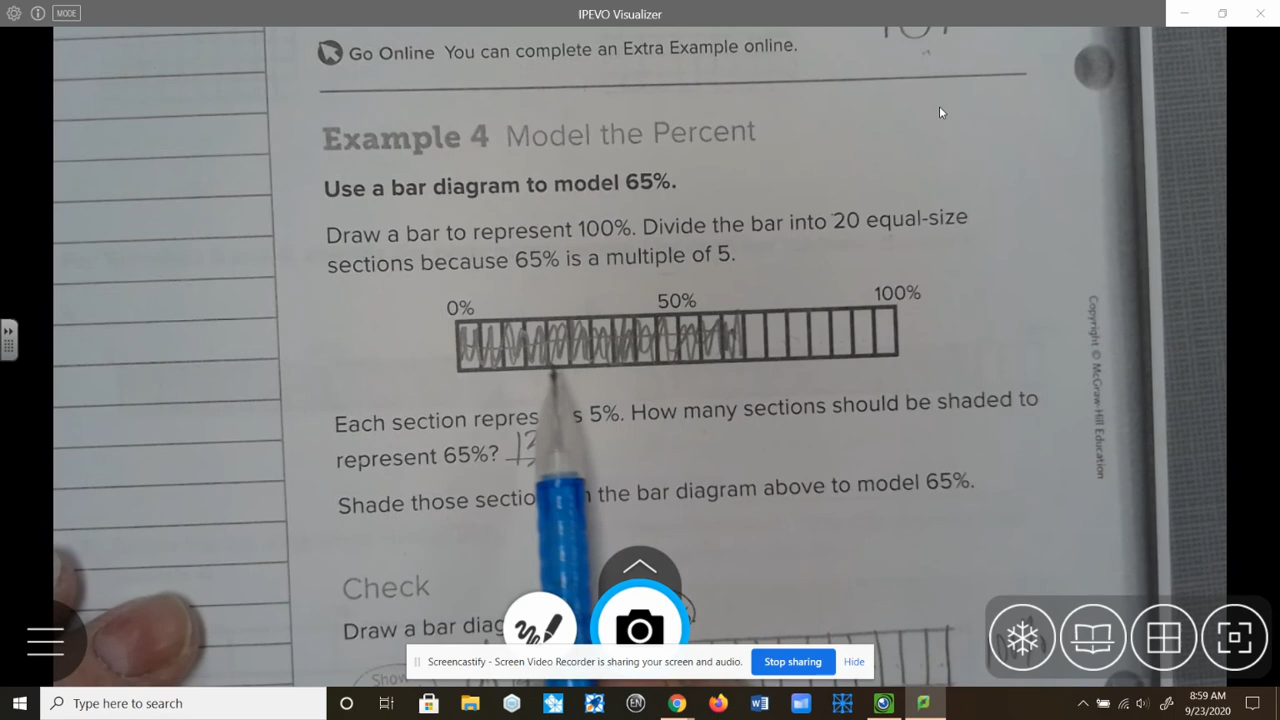 MODE
IPEVO Visualizer
Go Online You can complete an Extra Example online.
Example 4 Model the Percent
Use a bar diagram to model 65%.
Draw a bar to represent 100%. Divide the bar into 20 equal-size
sections because 65% is a multiple of 5.
0% 50% 100%
Each section repres s 5%. How many sections should be shaded to
represent 65%? 13
Shade those sectio the bar diagram above to model 65%.
Copyright © McGraw-Hill Education
Check
Draw a bar diag
Show
Screencastify - Screen Video Recorder is sharing your screen and audio. Stop sharing Hide
Type here to search
EN
8:59 AM
9/23/2020